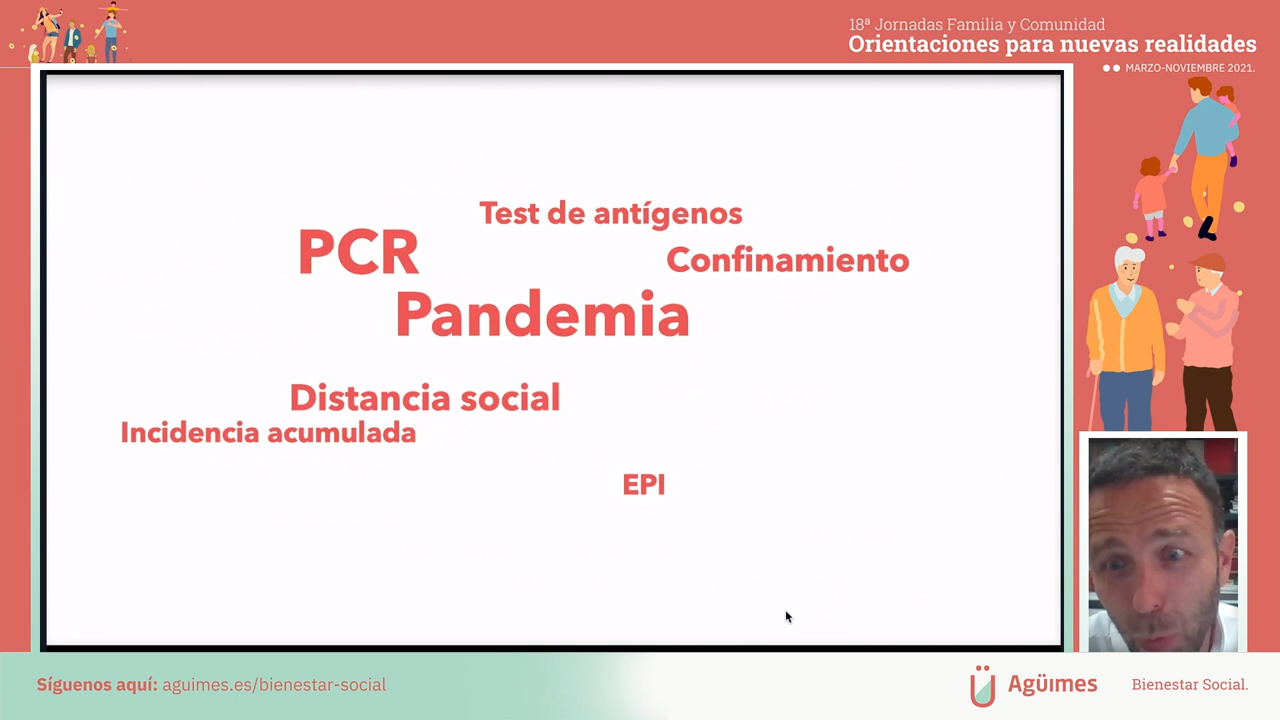 18ª Jornadas Familia y Comunidad
Orientaciones para nuevas realidades
MARZO-NOVIEMBRE 2021.
Test de antígenos
PCR
Confinamiento
Pandemia
Distancia social
Incidencia acumulada
EPI
Síguenos aquí: aguimes.es/bienestar-social
Agüimes
Bienestar Social.